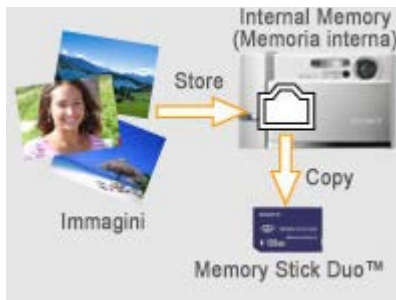 Internal Memory
(Memoria interna)
Store
Copy
Immagini
Memory Stick Duo™